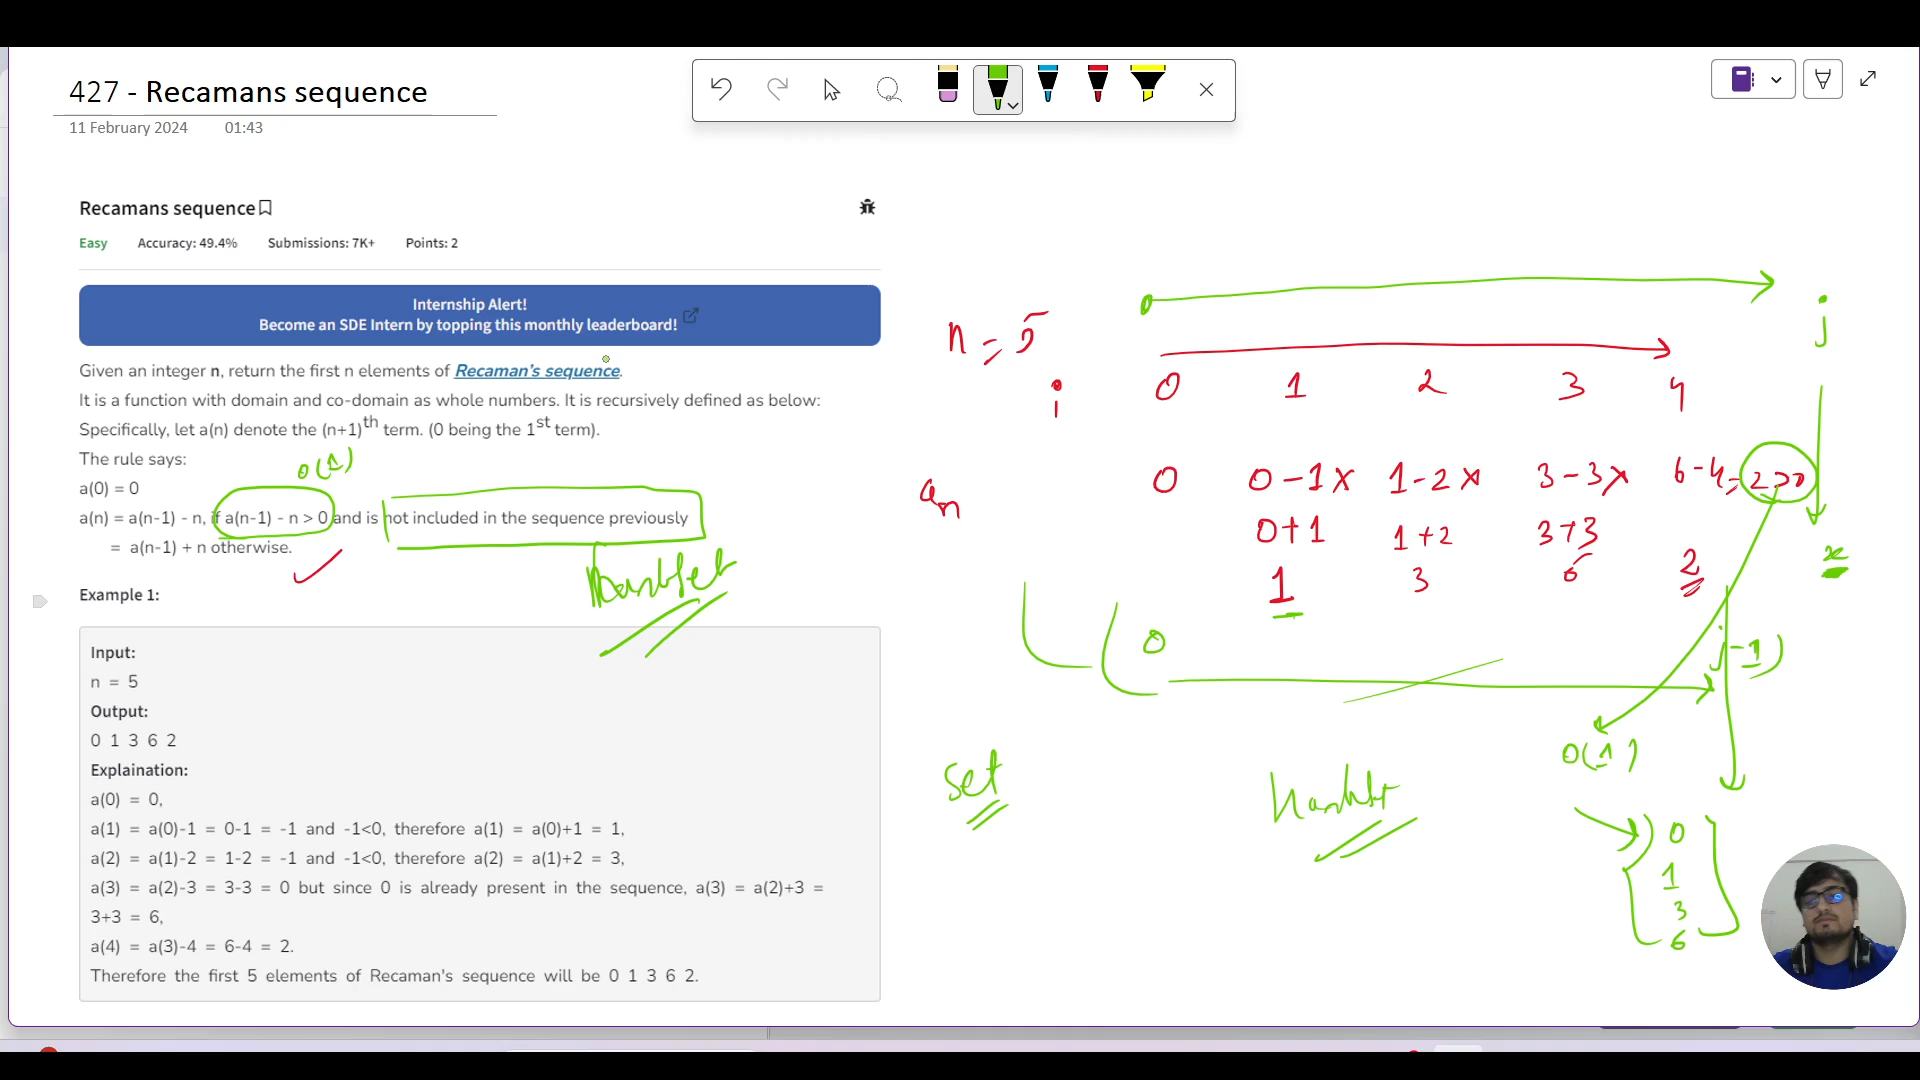 427 - Recamans sequence
11 February 2024 01:43
Recamans sequence
Easy Accuracy: 49.4% Submissions: 7K+ Points: 2
Internship Alert!
Become an SDE Intern by topping this monthly leaderboard!
Given an integer n, return the first n elements of Recaman's sequence.
It is a function with domain and co-domain as whole numbers. It is recursively defined as below:
Specifically, let a(n) denote the (n+1)th term. (0 being the 1st term).
The rule says:
O(1)
a(0) = 0
a(n) = a(n-1) - n, if a(n-1) - n > 0 and is not included in the sequence previously
= a(n-1) + n otherwise.
hashset
Example 1:
Input:
n = 5
Output:
0 1 3 6 2
Explaination:
a(0) = 0,
a(1) = a(0)-1 = 0-1 = -1 and -1<0, therefore a(1) = a(0)+1 = 1,
a(2) = a(1)-2 = 1-2 = -1 and -1<0, therefore a(2) = a(1)+2 = 3,
a(3) = a(2)-3 = 3-3 = 0 but since 0 is already present in the sequence, a(3) = a(2)+3 =
3+3 = 6,
a(4) = a(3)-4 = 6-4 = 2.
Therefore the first 5 elements of Recaman's sequence will be 0 1 3 6 2.
n = 5
j
i 0 1 2 3 4
an 0 0-1 x 1-2 x 3-3 x 6-4 = 2>0
0+1 1+2 3+3
1 3 6 2
x
0 j-1)
O(1)
set hashset
0
1
3
6